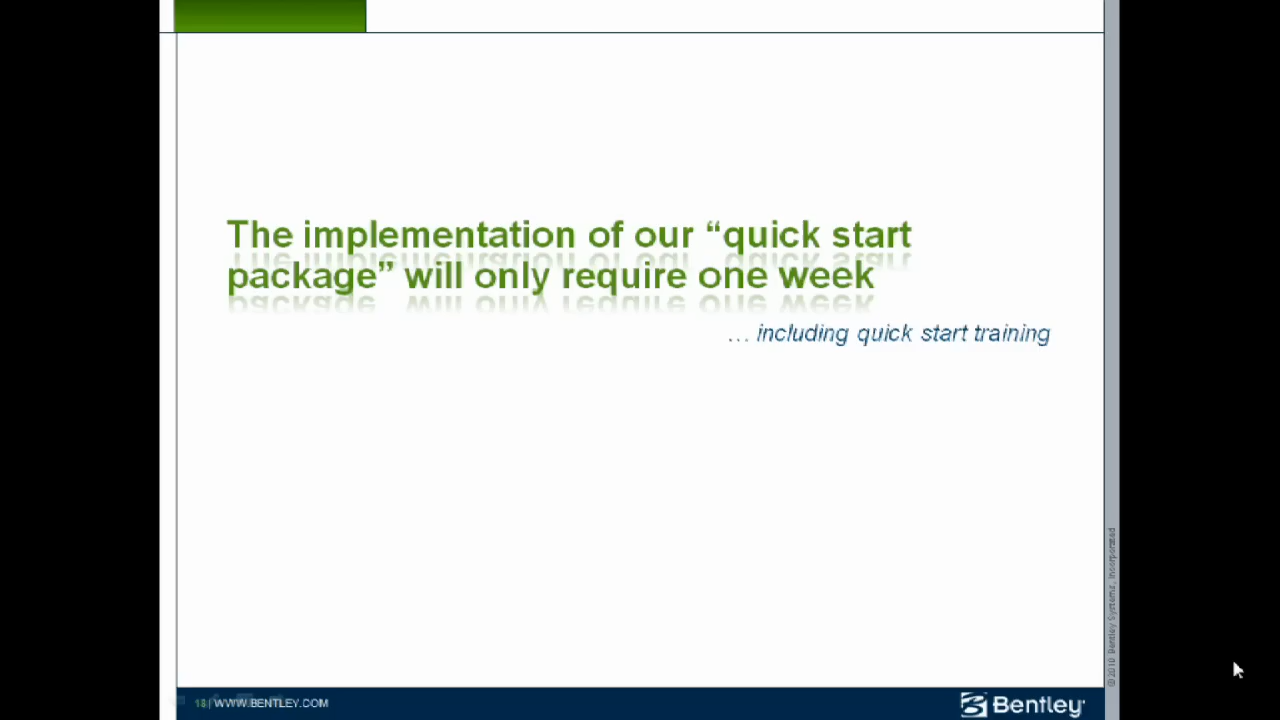 The implementation of our “quick start
package” will only require one week
… including quick start training
18 | WWW.BENTLEY.COM
Bentley
© 2010 Bentley Systems, Incorporated